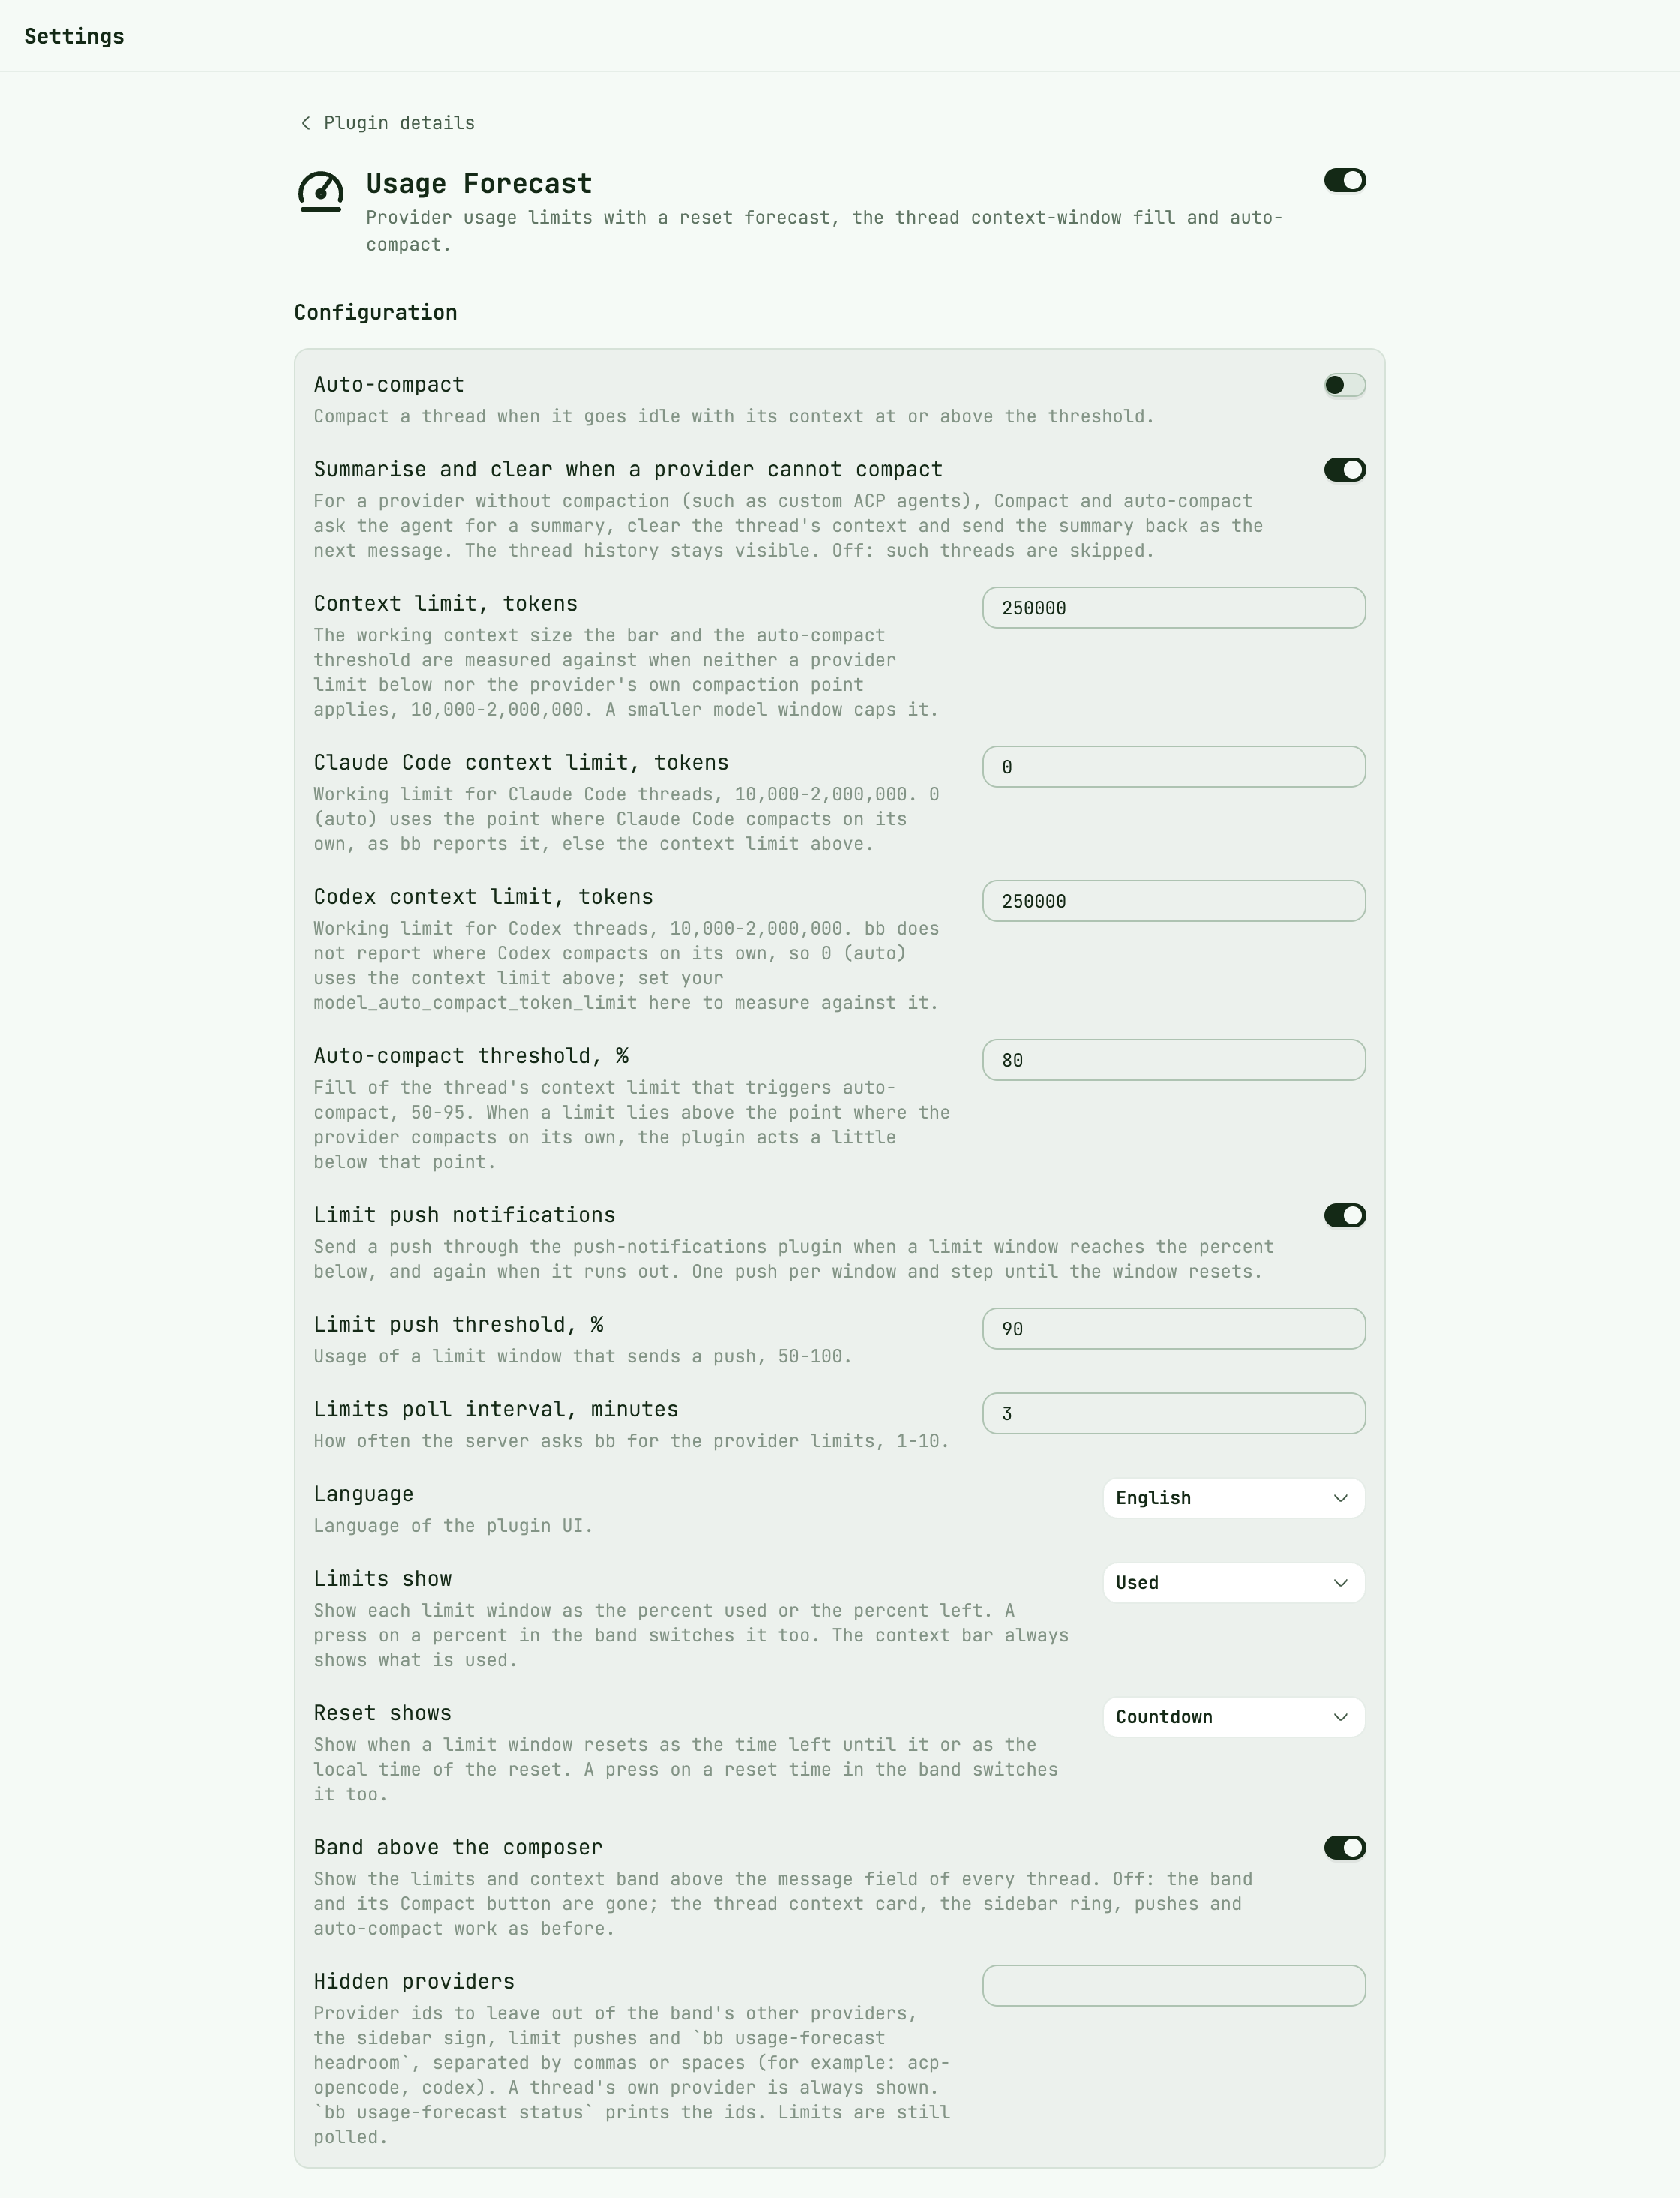 Settings
Plugin details
Usage Forecast
Provider usage limits with a reset forecast, the thread context-window fill and auto-
compact.
Configuration
Auto-compact
Compact a thread when it goes idle with its context at or above the threshold.
Summarise and clear when a provider cannot compact
For a provider without compaction (such as custom ACP agents), Compact and auto-compact
ask the agent for a summary, clear the thread's context and send the summary back as the
next message. The thread history stays visible. Off: such threads are skipped.
Context limit, tokens
250000
The working context size the bar and the auto-compact
threshold are measured against when neither a provider
limit below nor the provider's own compaction point
applies, 10,000-2,000,000. A smaller model window caps it.
Claude Code context limit, tokens
0
Working limit for Claude Code threads, 10,000-2,000,000. 0
(auto) uses the point where Claude Code compacts on its
own, as bb reports it, else the context limit above.
Codex context limit, tokens
250000
Working limit for Codex threads, 10,000-2,000,000. bb does
not report where Codex compacts on its own, so 0 (auto)
uses the context limit above; set your
model_auto_compact_token_limit here to measure against it.
Auto-compact threshold, %
80
Fill of the thread's context limit that triggers auto-
compact, 50-95. When a limit lies above the point where the
provider compacts on its own, the plugin acts a little
below that point.
Limit push notifications
Send a push through the push-notifications plugin when a limit window reaches the percent
below, and again when it runs out. One push per window and step until the window resets.
Limit push threshold, %
90
Usage of a limit window that sends a push, 50-100.
Limits poll interval, minutes
3
How often the server asks bb for the provider limits, 1-10.
Language
English
Language of the plugin UI.
Limits show
Used
Show each limit window as the percent used or the percent left. A
press on a percent in the band switches it too. The context bar always
shows what is used.
Reset shows
Countdown
Show when a limit window resets as the time left until it or as the
local time of the reset. A press on a reset time in the band switches
it too.
Band above the composer
Show the limits and context band above the message field of every thread. Off: the band
and its Compact button are gone; the thread context card, the sidebar ring, pushes and
auto-compact work as before.
Hidden providers
Provider ids to leave out of the band's other providers,
the sidebar sign, limit pushes and `bb usage-forecast
headroom`, separated by commas or spaces (for example: acp-
opencode, codex). A thread's own provider is always shown.
`bb usage-forecast status` prints the ids. Limits are still
polled.